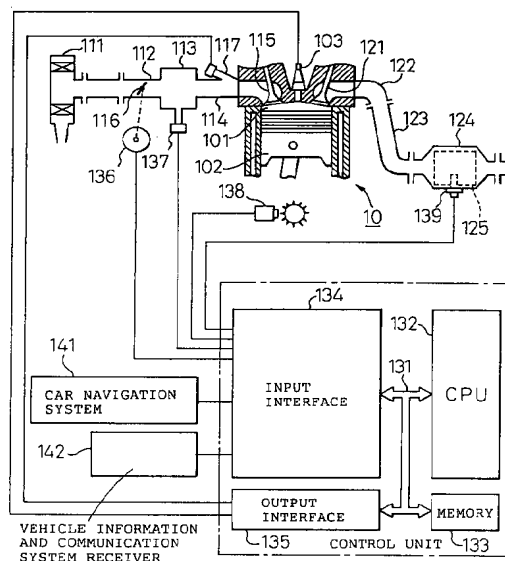 103
111
113
117
115
121
112
122
116
114
123
124
101
136
137
102
138
10
139
125
134
132
141
131
CAR NAVIGATION
SYSTEM
INPUT
INTERFACE
CPU
142
OUTPUT
INTERFACE
MEMORY
VEHICLE INFORMATION
AND COMMUNICATION
SYSTEM RECEIVER
135
CONTROL UNIT
133